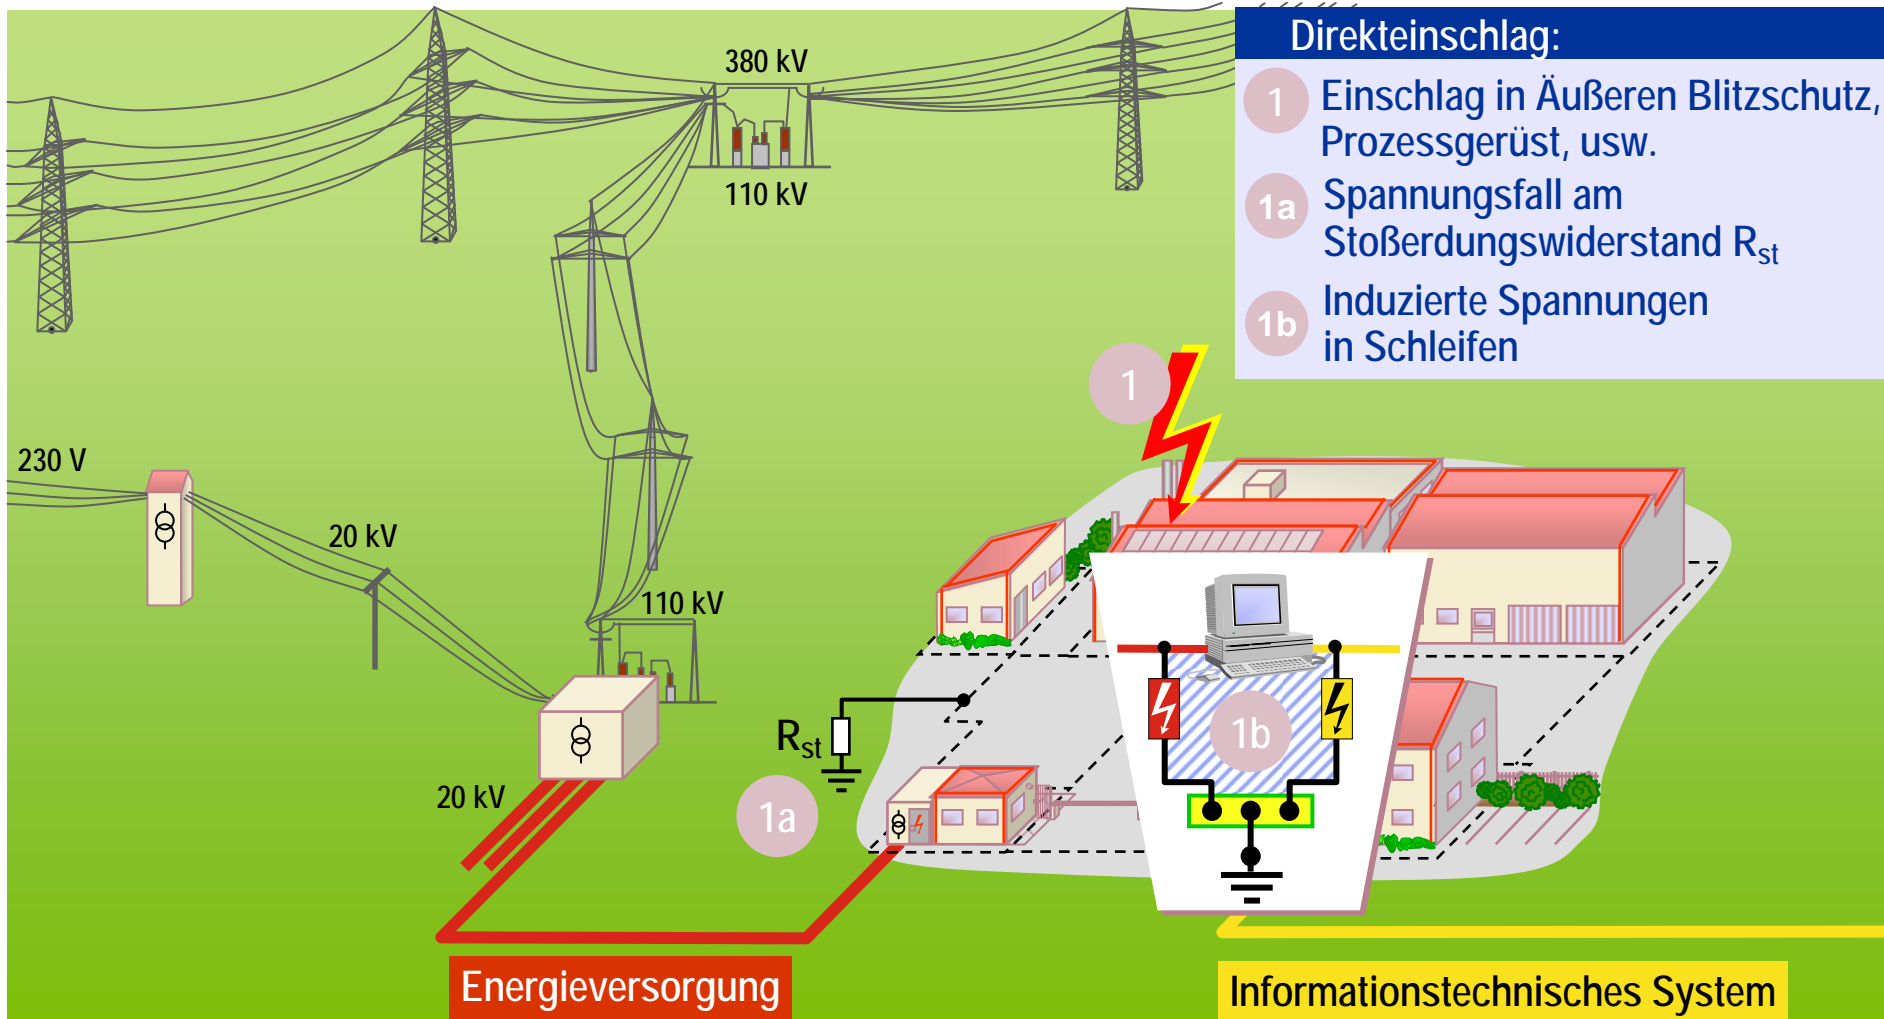 Direkteinschlag:
1 Einschlag in Äußeren Blitzschutz,
Prozessgerüst, usw.
1a Spannungsfall am
Stoßerdungswiderstand Rst
1b Induzierte Spannungen
in Schleifen
380 kV
110 kV
1
230 V
20 kV
110 kV
Rst
1b
20 kV
1a
Energieversorgung
Informationstechnisches System